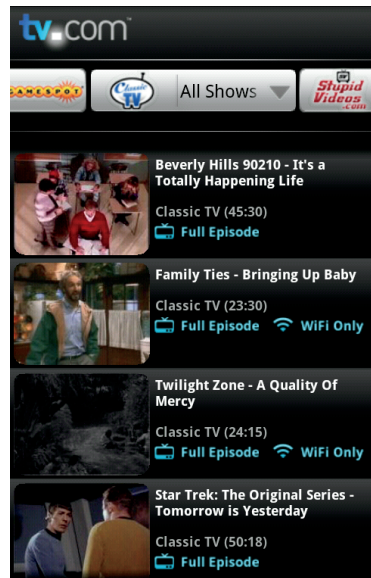 tv.com™
GAMESPOT
Classic
TV
All Shows
Stupid
Videos
.com
Beverly Hills 90210 - It's a
Totally Happening Life
Classic TV (45:30)
Full Episode
Family Ties - Bringing Up Baby
Classic TV (23:30)
Full Episode WiFi Only
Twilight Zone - A Quality Of
Mercy
Classic TV (24:15)
Full Episode WiFi Only
Star Trek: The Original Series -
Tomorrow is Yesterday
Classic TV (50:18)
Full Episode